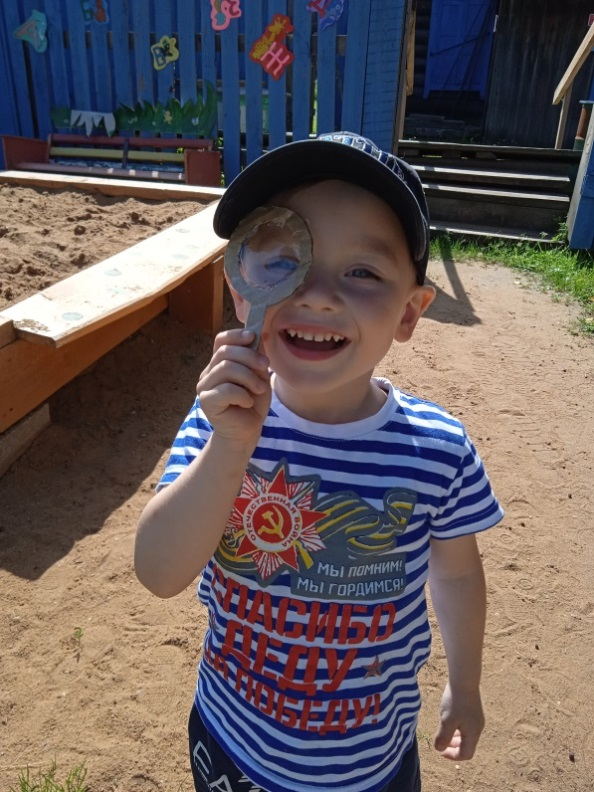 ОТЕЧЕСТВЕННАЯ ВОЙНА
МЫ ПОМНИМ!
МЫ ГОРДИМСЯ!
СПАСИБО
ДЕДУ
ЗА ПОБЕДУ!